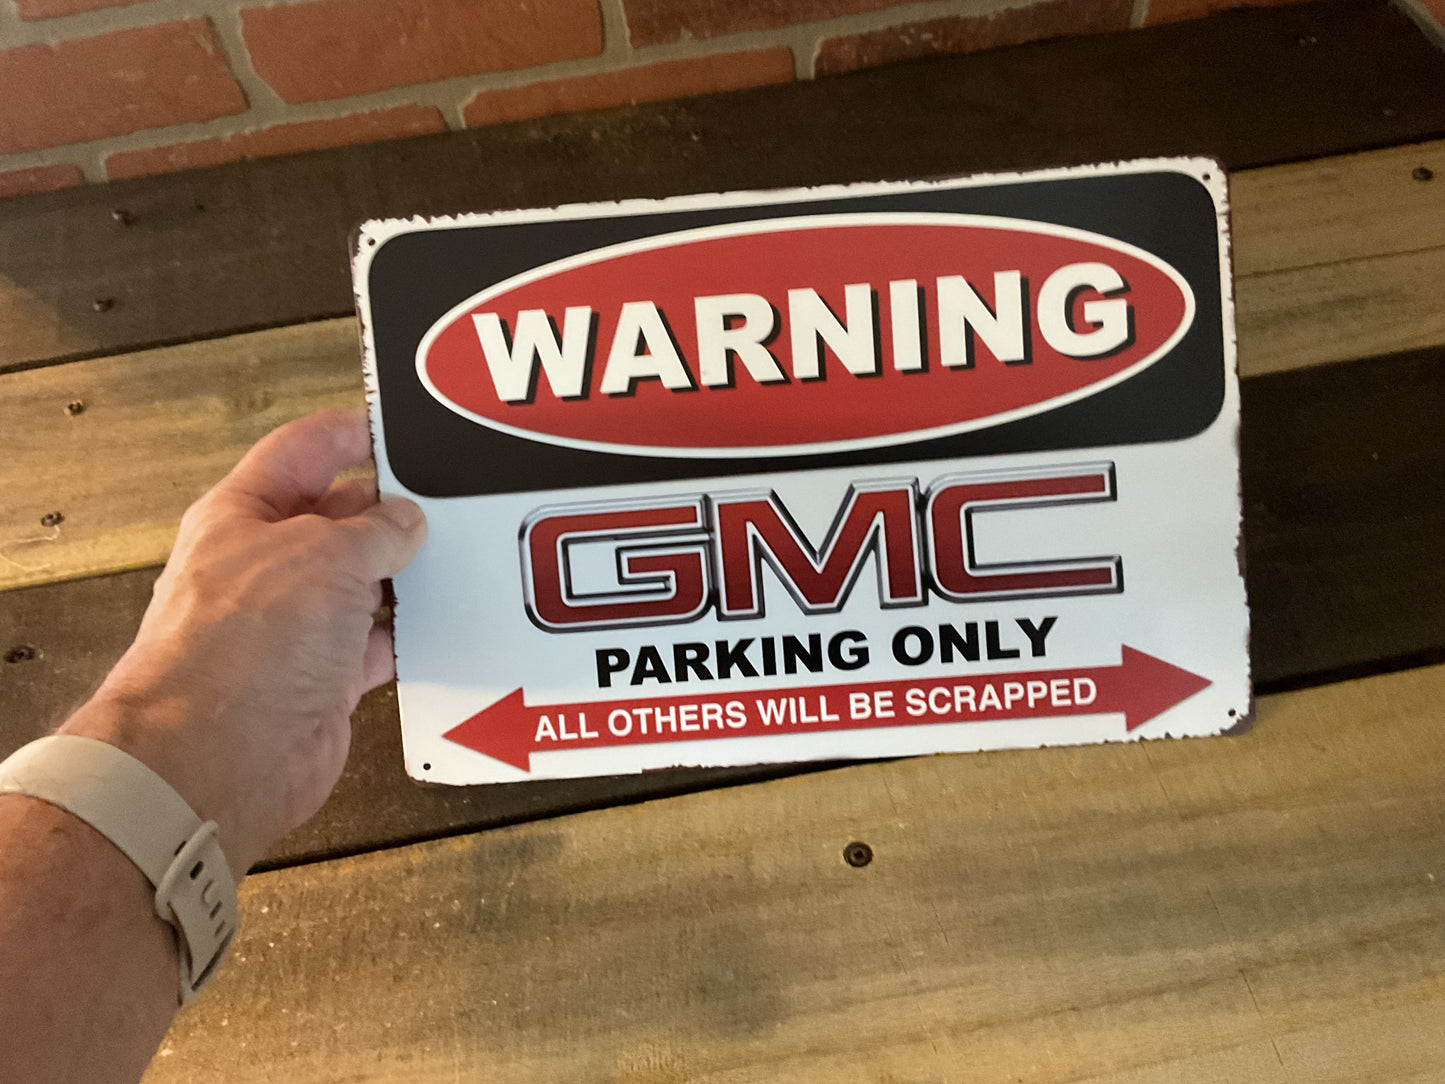 WARNING
GMC
PARKING ONLY
ALL OTHERS WILL BE SCRAPPED